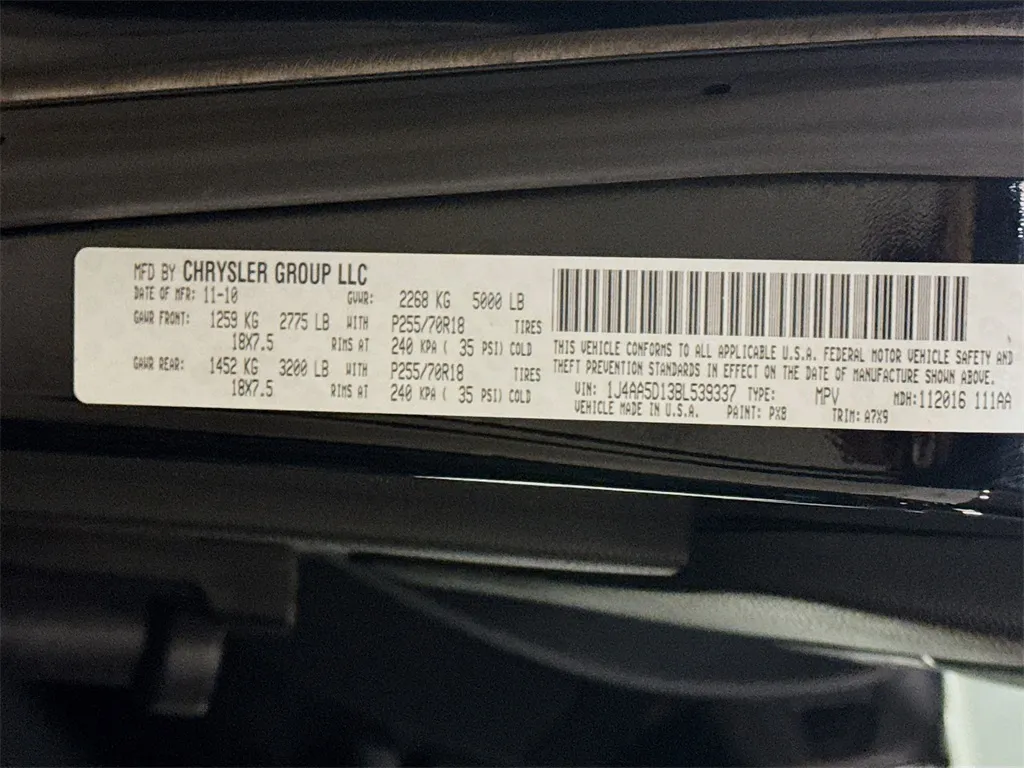 MFD BY CHRYSLER GROUP LLC
DATE OF MFR: 11-10 GVWR: 2268 KG 5000 LB
GAWR FRONT: 1259 KG 2775 LB WITH P255/70R18 TIRES
18X7.5 RIMS AT 240 KPA ( 35 PSI) COLD
GAWR REAR: 1452 KG 3200 LB WITH P255/70R18 TIRES
18X7.5 RIMS AT 240 KPA ( 35 PSI) COLD
THIS VEHICLE CONFORMS TO ALL APPLICABLE U.S.A. FEDERAL MOTOR VEHICLE SAFETY AND
THEFT PREVENTION STANDARDS IN EFFECT ON THE DATE OF MANUFACTURE SHOWN ABOVE.
VIN: 1J4AA5D13BL539337 TYPE: MPV MDH:112016 111AA
VEHICLE MADE IN U.S.A. PAINT: PX8 TRIM: A7X9